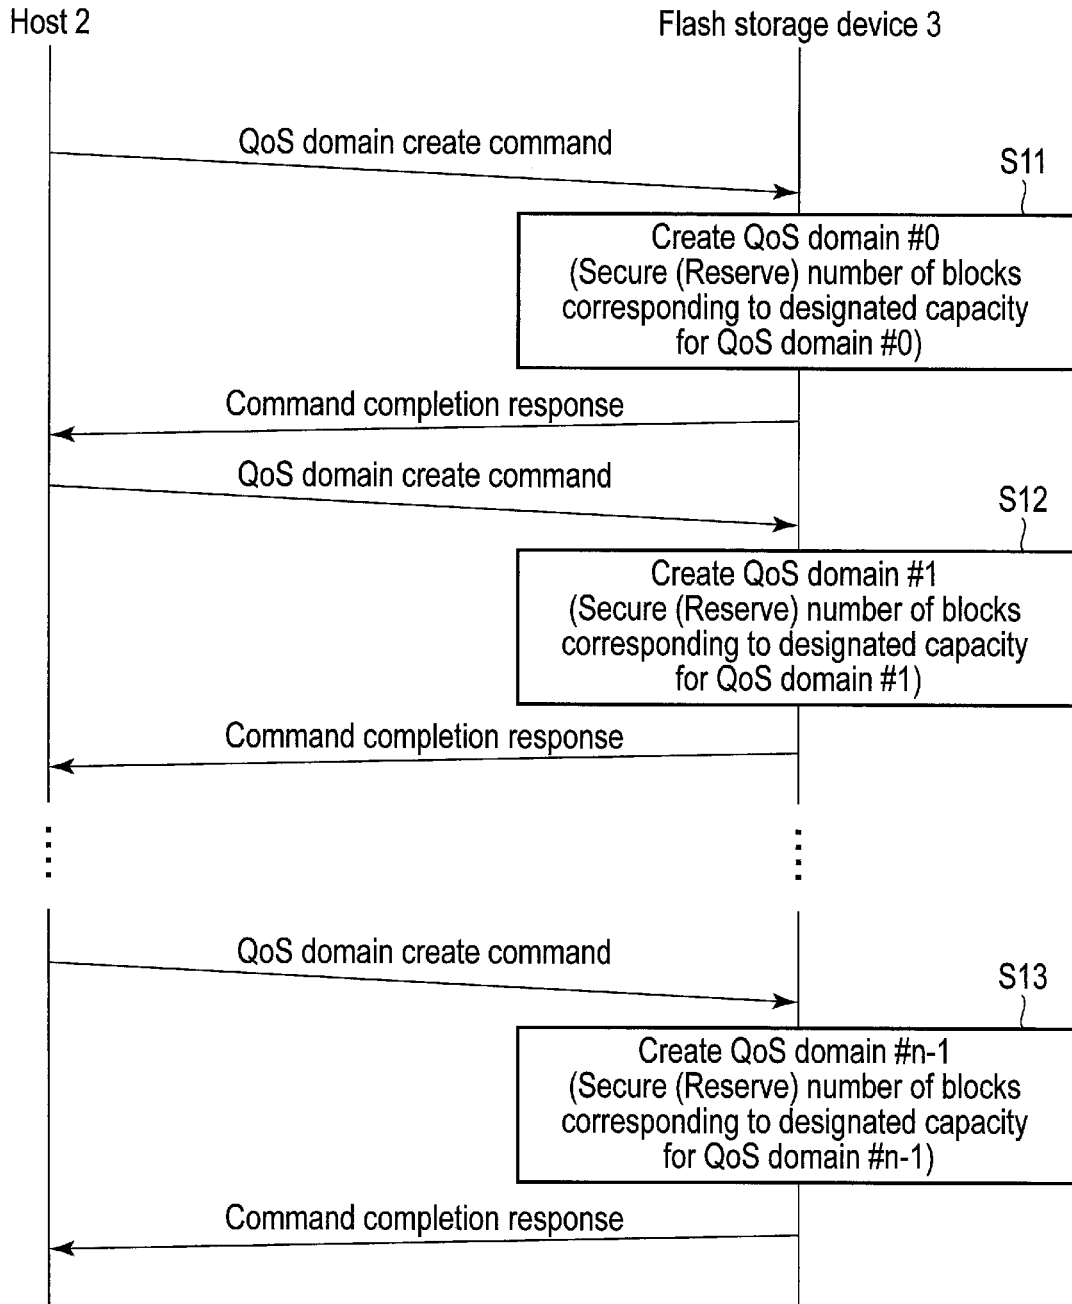 Host 2
Flash storage device 3
QoS domain create command
S11
Create QoS domain #0
(Secure (Reserve) number of blocks
corresponding to designated capacity
for QoS domain #0)
Command completion response
QoS domain create command
S12
Create QoS domain #1
(Secure (Reserve) number of blocks
corresponding to designated capacity
for QoS domain #1)
Command completion response
QoS domain create command
S13
Create QoS domain #n-1
(Secure (Reserve) number of blocks
corresponding to designated capacity
for QoS domain #n-1)
Command completion response